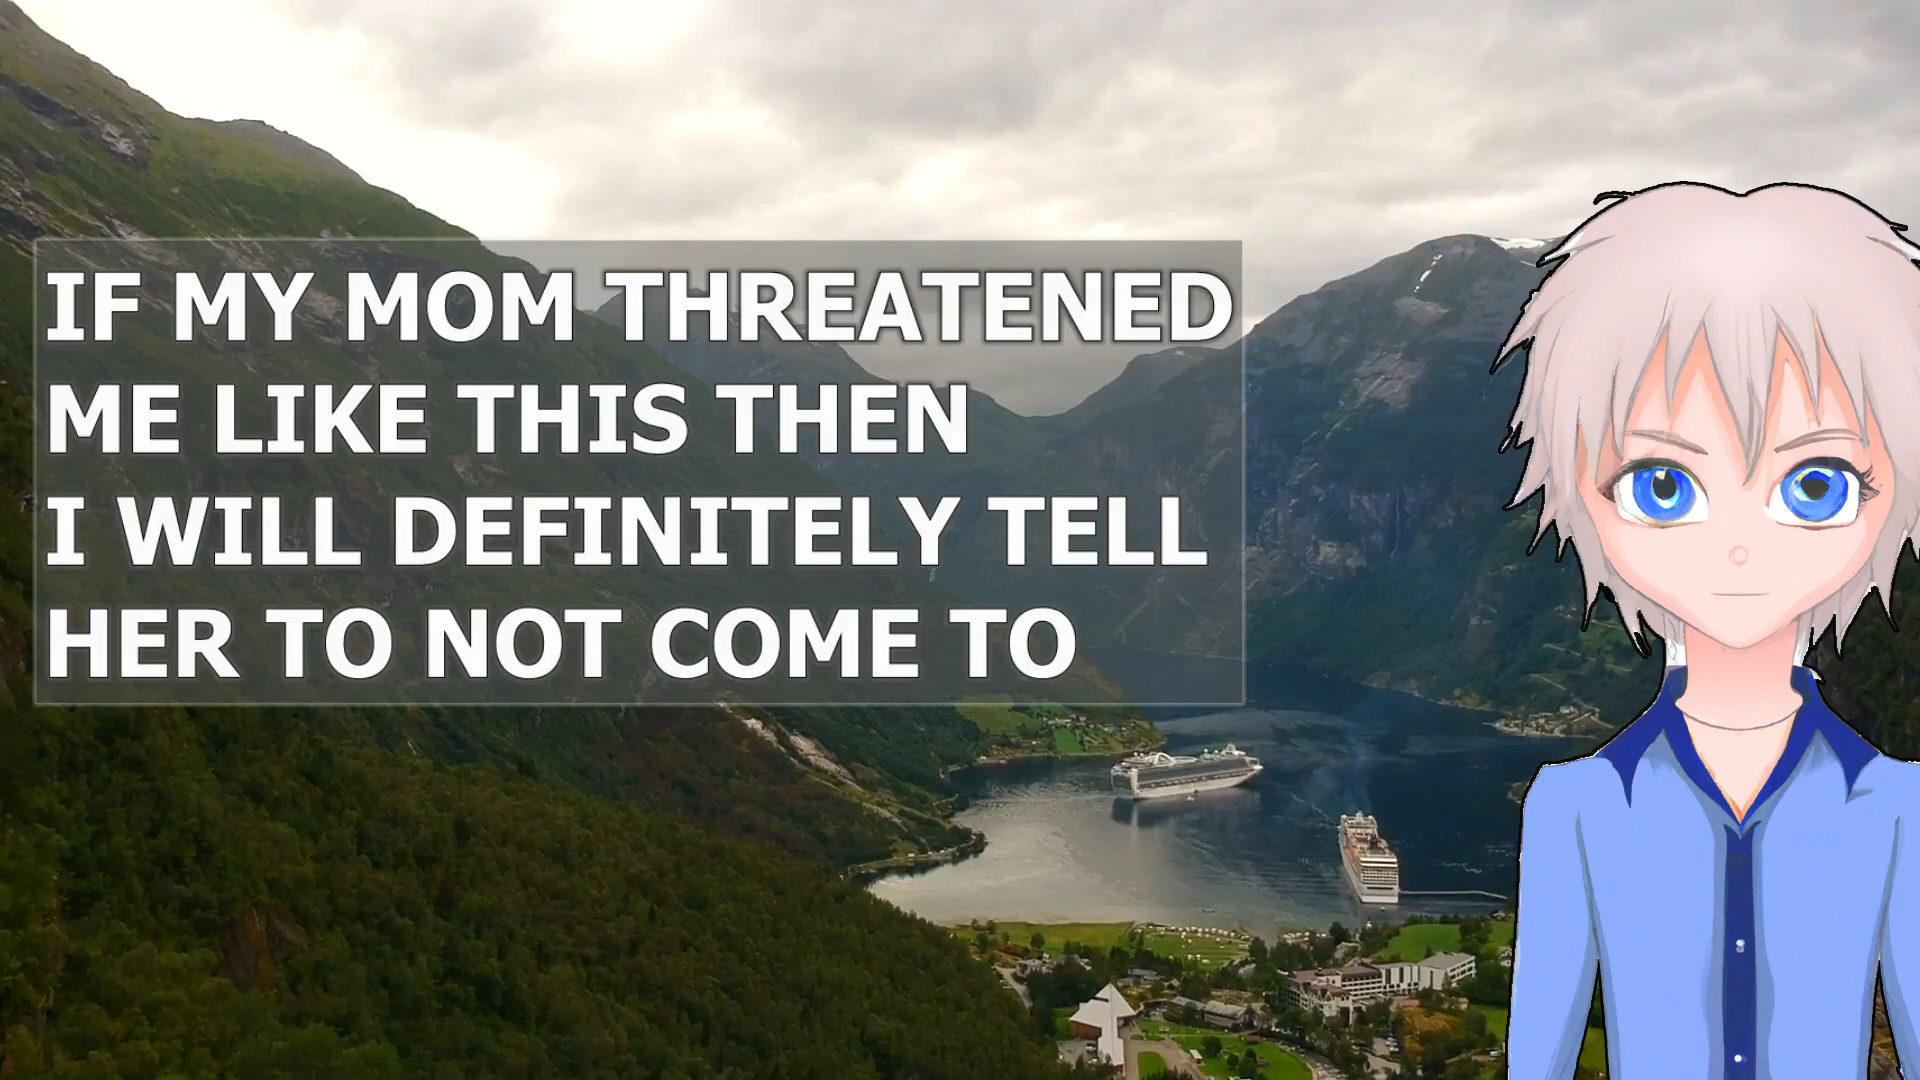 IF MY MOM THREATENED
ME LIKE THIS THEN
I WILL DEFINITELY TELL
HER TO NOT COME TO